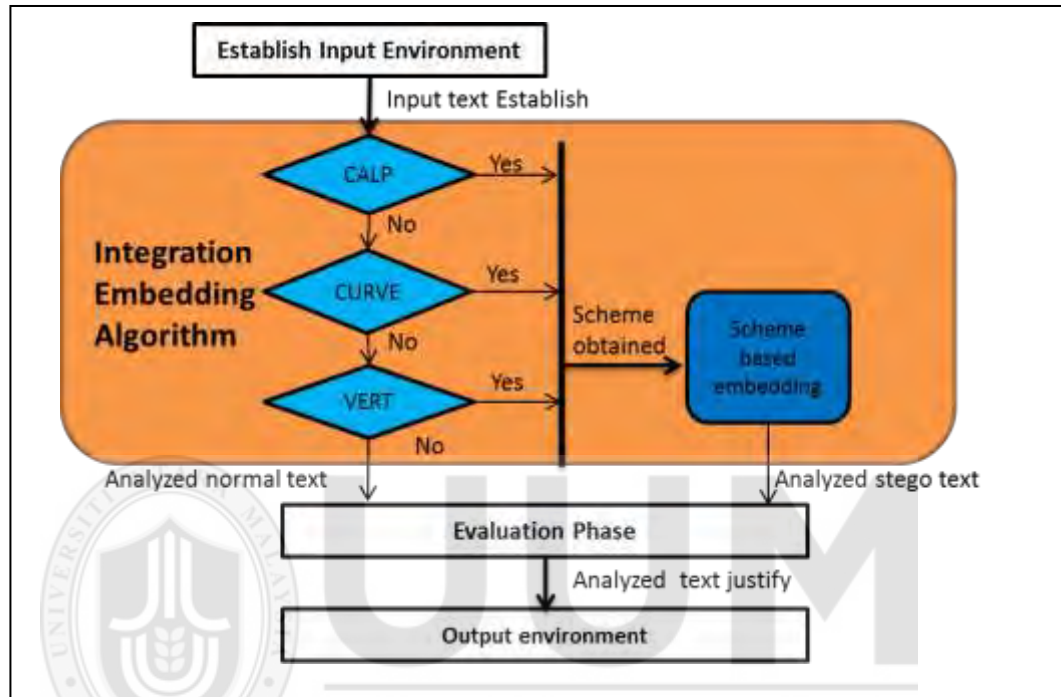 Establish Input Environment
Input text Establish
CALP
Yes
No
Integration
Embedding
Algorithm
CURVE
Yes
No
Scheme
obtained
Scheme
based
embedding
VERT
Yes
No
Analyzed normal text
Analyzed stego text
Evaluation Phase
Analyzed text justify
Output environment
UUM